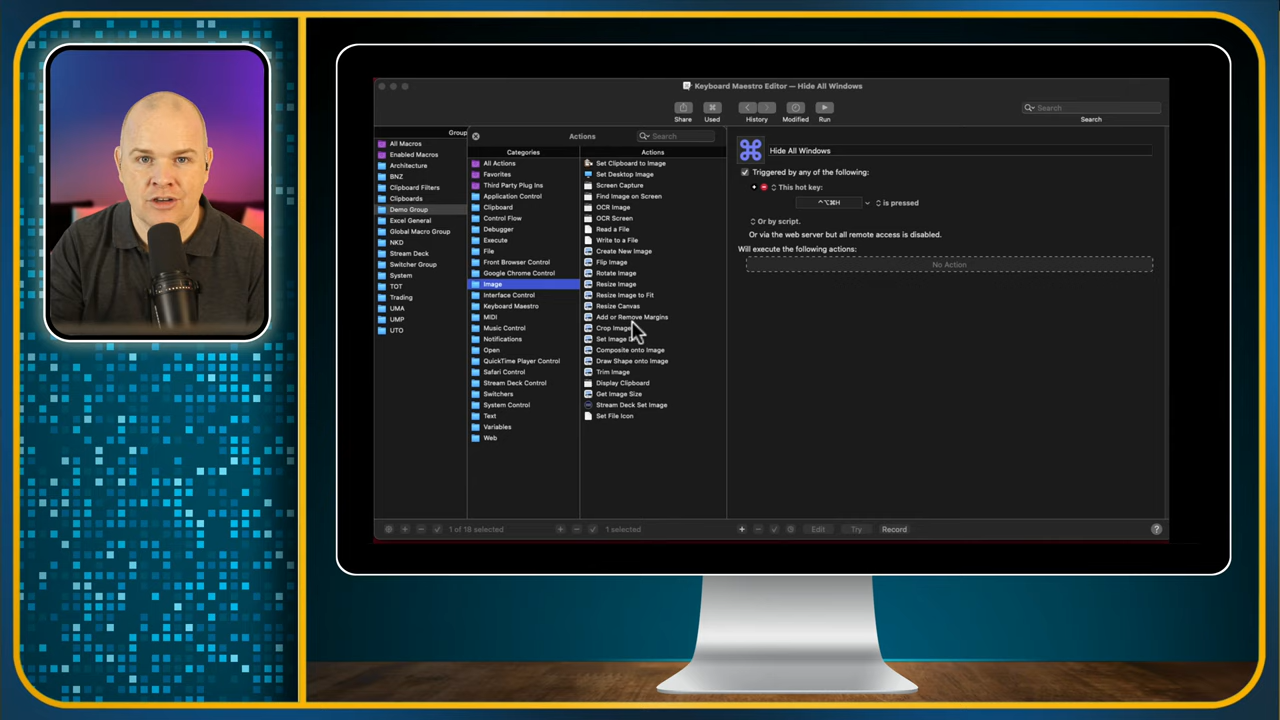 Keyboard Maestro Editor — Hide All Windows
Share
Used
History
Modified
Run
Search
Search
Group
All Macros
Enabled Macros
Architecture
BNZ
Clipboard Filters
Clipboards
Demo Group
Excel General
Global Macro Group
NKD
Stream Deck
Switcher Group
System
TOT
Trading
UMA
UMP
UTO
Actions
Search
Categories
All Actions
Favorites
Third Party Plug Ins
Application Control
Clipboard
Control Flow
Debugger
Execute
File
Front Browser Control
Google Chrome Control
Image
Interface Control
Keyboard Maestro
MIDI
Music Control
Notifications
Open
QuickTime Player Control
Safari Control
Stream Deck Control
Switchers
System Control
Text
Variables
Web
Actions
Set Clipboard to Image
Set Desktop Image
Screen Capture
Find Image on Screen
OCR Image
OCR Screen
Read a File
Write to a File
Create New Image
Flip Image
Rotate Image
Resize Image
Resize Image to Fit
Resize Canvas
Add or Remove Margins
Crop Image
Set Image
Composite onto Image
Draw Shape onto Image
Trim Image
Display Clipboard
Get Image Size
Stream Deck Set Image
Set File Icon
Hide All Windows
Triggered by any of the following:
This hot key:
⌃⌥⌘H
is pressed
Or by script.
Or via the web server but all remote access is disabled.
Will execute the following actions:
No Action
1 of 18 selected
1 selected
Edit
Try
Record
?